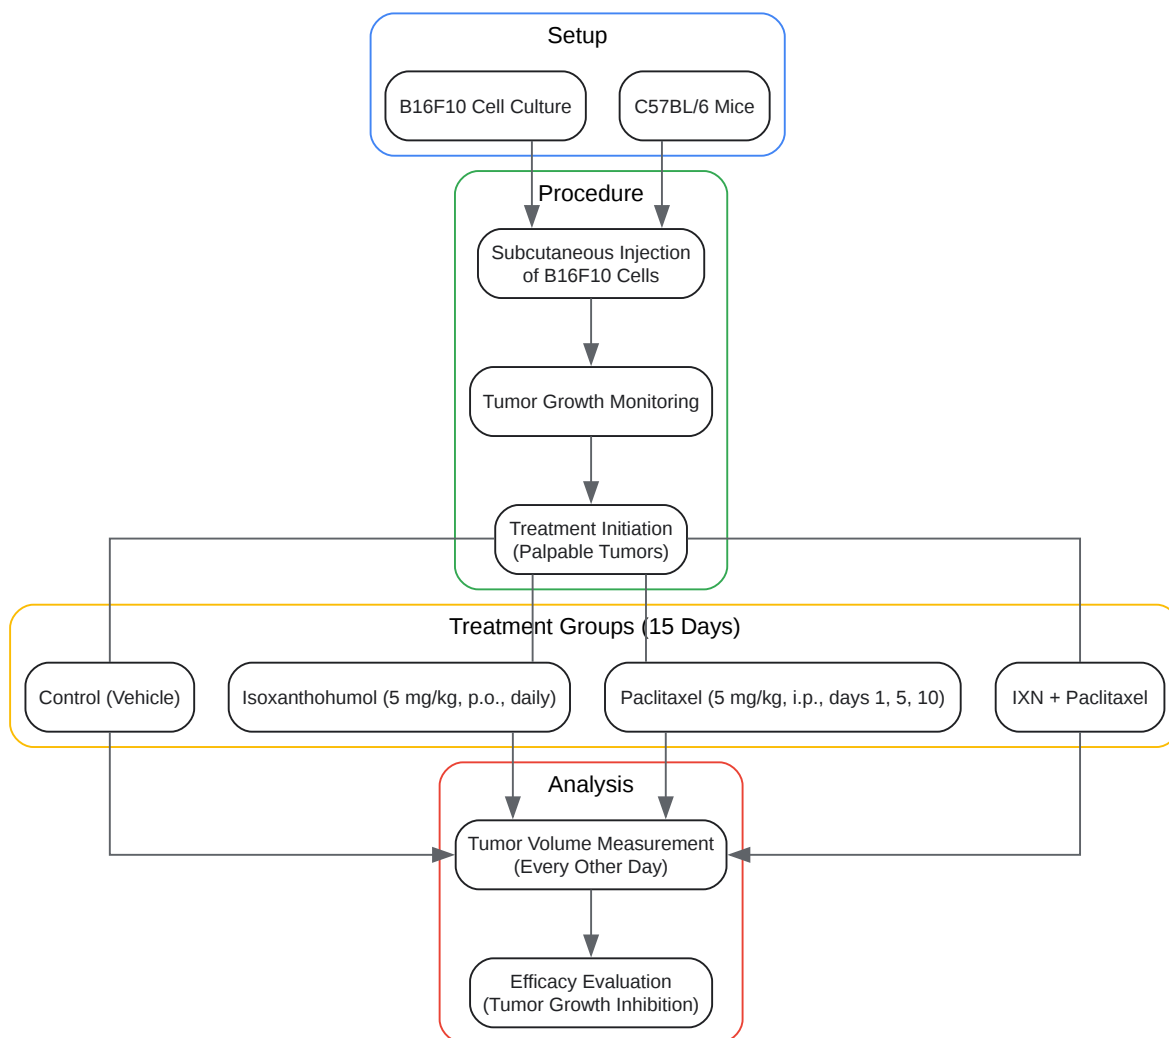 Setup
B16F10 Cell Culture
C57BL/6 Mice
Procedure
Subcutaneous Injection
of B16F10 Cells
Tumor Growth Monitoring
Treatment Initiation
(Palpable Tumors)
Treatment Groups (15 Days)
Control (Vehicle)
Isoxanthohumol (5 mg/kg, p.o., daily)
Paclitaxel (5 mg/kg, i.p., days 1, 5, 10)
IXN + Paclitaxel
Analysis
Tumor Volume Measurement
(Every Other Day)
Efficacy Evaluation
(Tumor Growth Inhibition)